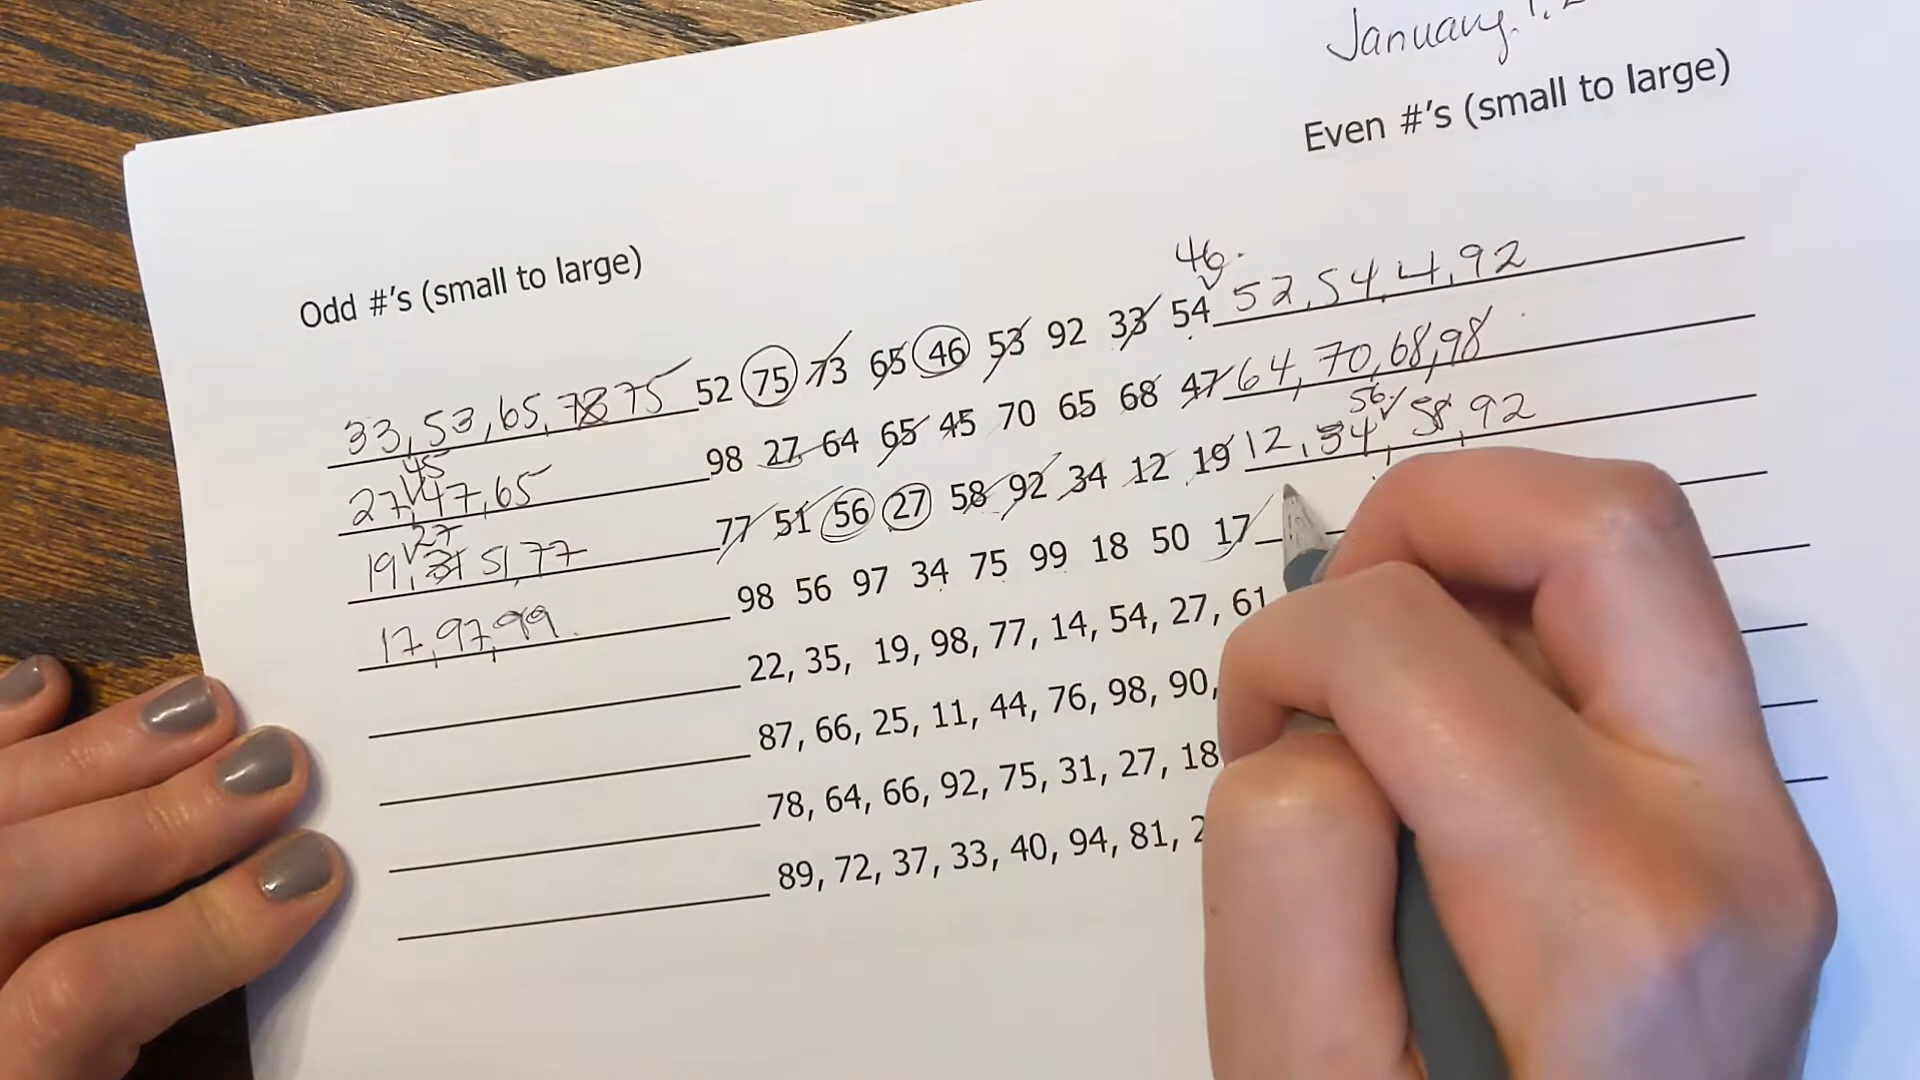 January 1,
Even #'s (small to large)
Odd #'s (small to large)
46.
33, 53, 65, 75 52 75 73 65 46 53 92 33 54 52, 54, 4, 92
45
27, 47, 65 98 27 64 65 45 70 65 68 47 64, 70, 68, 98
27 56
19, 51, 77 77 51 56 27 58 92 34 12 19 12, 34, 58, 92
17, 97, 99. 98 56 97 34 75 99 18 50 17
22, 35, 19, 98, 77, 14, 54, 27, 61
87, 66, 25, 11, 44, 76, 98, 90,
78, 64, 66, 92, 75, 31, 27, 18
89, 72, 37, 33, 40, 94, 81,